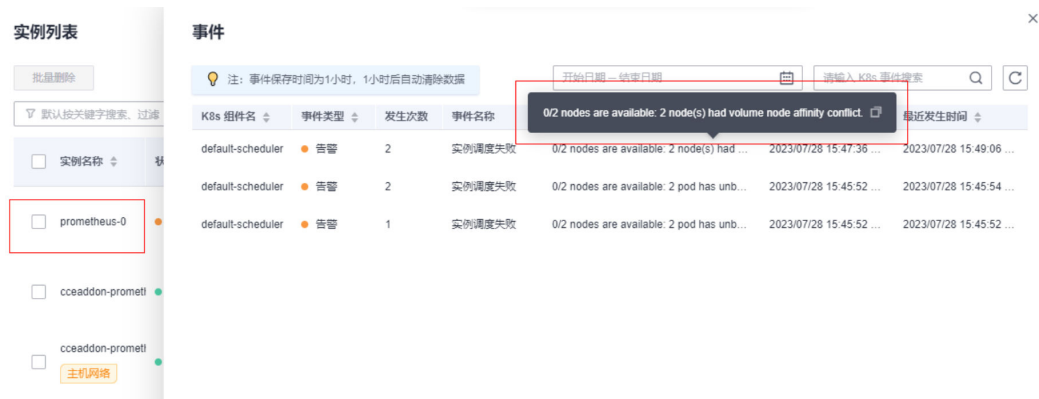 实例列表
批量删除
默认按关键字搜索、过滤
实例名称
prometheus-0
cceaddon-prometh
cceaddon-prometh
主机网络
事件
注：事件保存时间为1小时，1小时后自动清除数据
开始日期 – 结束日期
请输入 K8s 事件搜索
0/2 nodes are available: 2 node(s) had volume node affinity conflict.
K8s 组件名 事件类型 发生次数 事件名称 最近发生时间
default-scheduler 告警 2 实例调度失败 0/2 nodes are available: 2 node(s) had ... 2023/07/28 15:47:36 ... 2023/07/28 15:49:06 ...
default-scheduler 告警 2 实例调度失败 0/2 nodes are available: 2 pod has unb... 2023/07/28 15:45:52 ... 2023/07/28 15:45:54 ...
default-scheduler 告警 1 实例调度失败 0/2 nodes are available: 2 pod has unb... 2023/07/28 15:45:52 ... 2023/07/28 15:45:52 ...